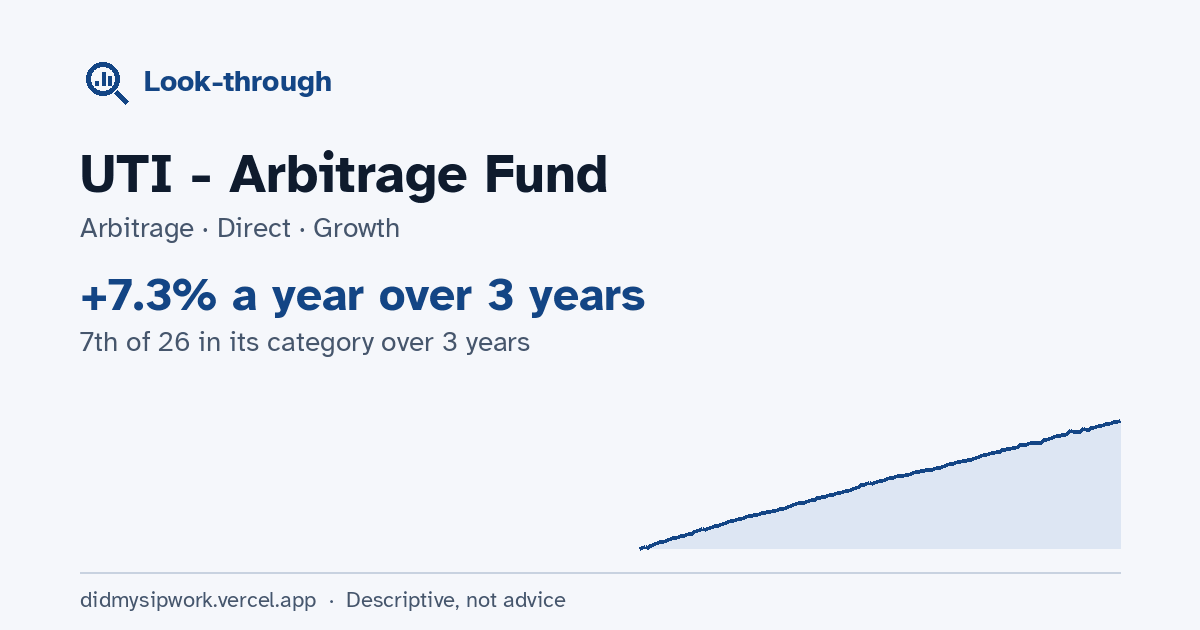 Look-through
UTI - Arbitrage Fund
Arbitrage · Direct · Growth
+7.3% a year over 3 years
7th of 26 in its category over 3 years
didmysipwork.vercel.app · Descriptive, not advice